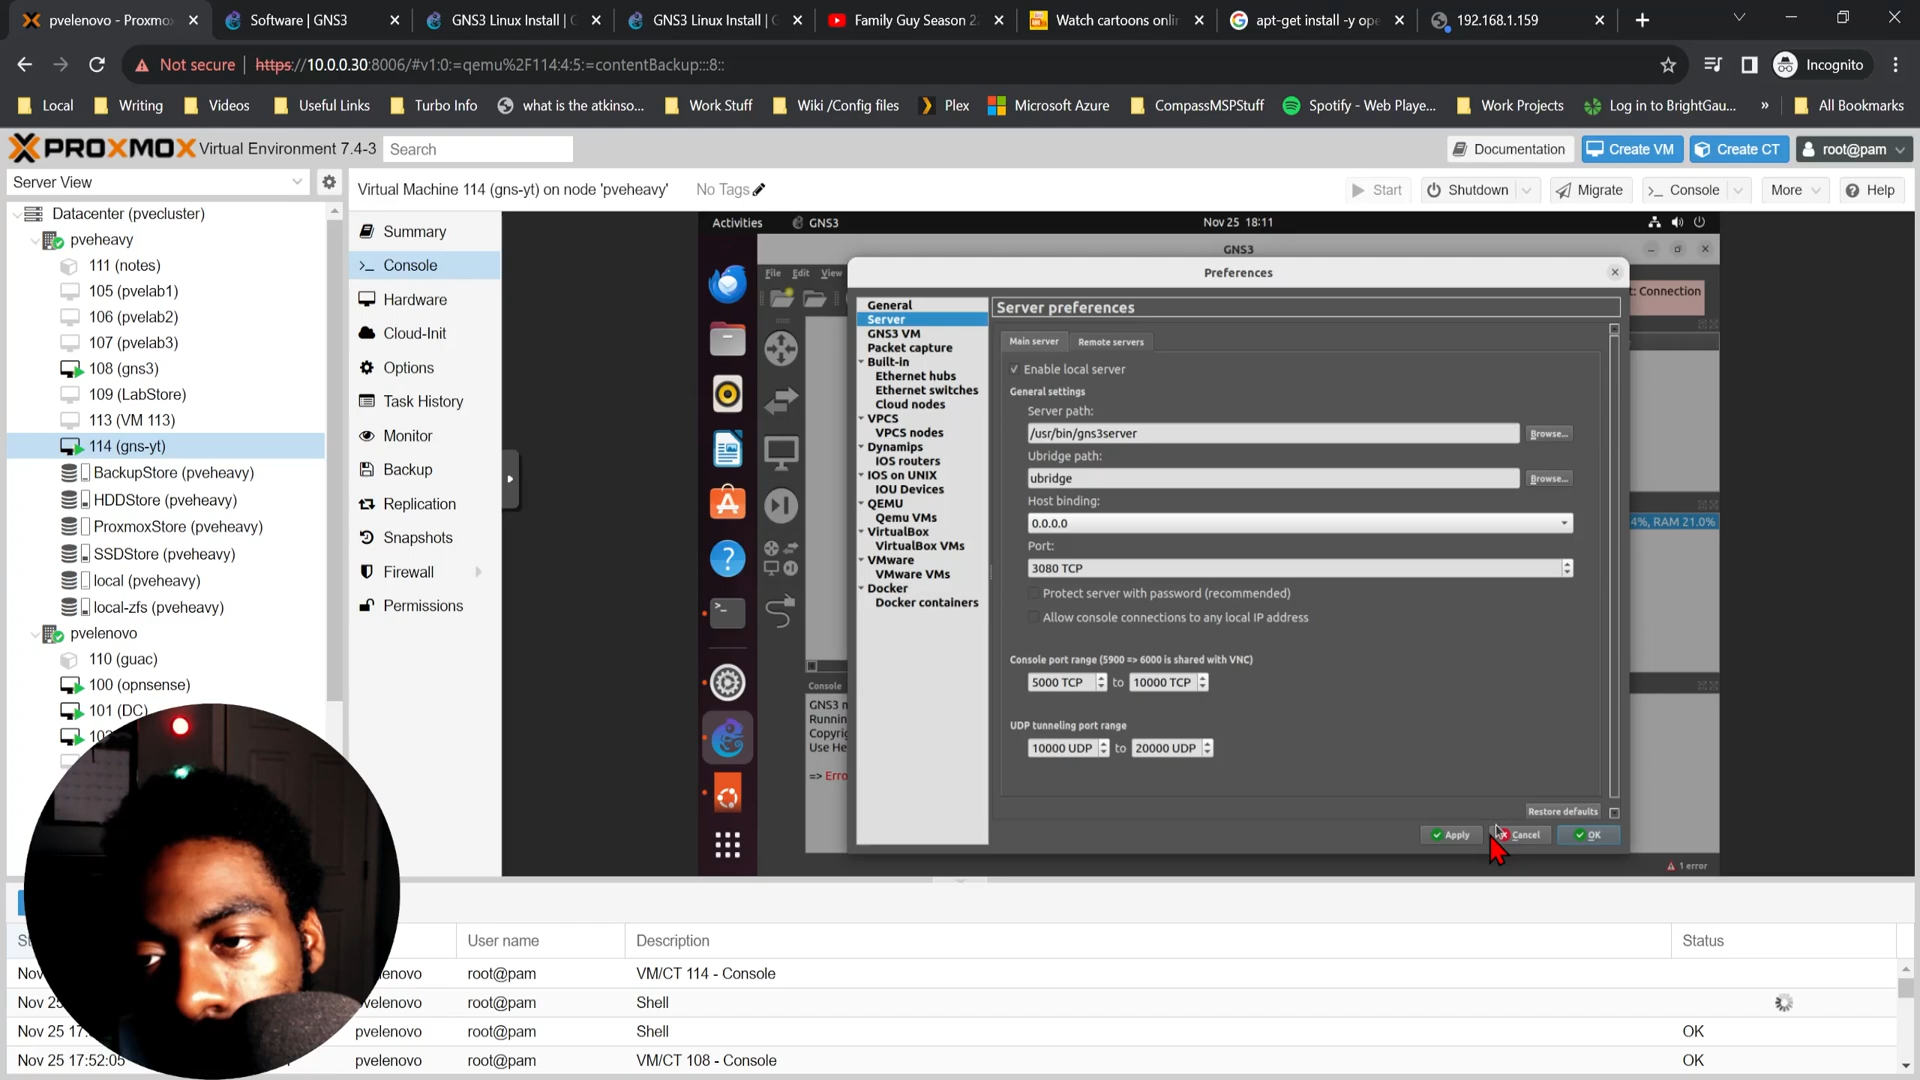 pvelenovo - Proxmo
Software | GNS3
GNS3 Linux Install | G
GNS3 Linux Install | G
Family Guy Season 2
Watch cartoons onli
apt-get install -y ope
192.168.1.159
Not secure
https://10.0.0.30:8006/#v1:0:=qemu%2F114:4:5:=contentBackup:::8::
Incognito
Local
Writing
Videos
Useful Links
Turbo Info
what is the atkinso...
Work Stuff
Wiki /Config files
Plex
Microsoft Azure
CompassMSPStuff
Spotify - Web Playe...
Work Projects
Log in to BrightGau...
»
All Bookmarks
PROXMOX
Virtual Environment 7.4-3
Search
Documentation
Create VM
Create CT
root@pam
Server View
Virtual Machine 114 (gns-yt) on node 'pveheavy'
No Tags
Start
Shutdown
Migrate
Console
More
Help
Datacenter (pvecluster)
pveheavy
111 (notes)
105 (pvelab1)
106 (pvelab2)
107 (pvelab3)
108 (gns3)
109 (LabStore)
113 (VM 113)
114 (gns-yt)
BackupStore (pveheavy)
HDDStore (pveheavy)
ProxmoxStore (pveheavy)
SSDStore (pveheavy)
local (pveheavy)
local-zfs (pveheavy)
pvelenovo
110 (guac)
100 (opnsense)
101 (DC)
Summary
Console
Hardware
Cloud-Init
Options
Task History
Monitor
Backup
Replication
Snapshots
Firewall
Permissions
Activities
GNS3
Nov 25 18:11
GNS3
File Edit View
Preferences
t: Connection
General
Server
GNS3 VM
Packet capture
Built-in
Ethernet hubs
Ethernet switches
Cloud nodes
VPCS
VPCS nodes
Dynamips
IOS routers
IOS on UNIX
IOU Devices
QEMU
Qemu VMs
VirtualBox
VirtualBox VMs
VMware
VMware VMs
Docker
Docker containers
Server preferences
Main server
Remote servers
Enable local server
General settings
Server path:
/usr/bin/gns3server
Browse...
Ubridge path:
ubridge
Browse...
Host binding:
0.0.0.0
4%, RAM 21.0%
Port:
3080 TCP
Protect server with password (recommended)
Allow console connections to any local IP address
Console port range (5900 => 6000 is shared with VNC)
5000 TCP to 10000 TCP
UDP tunneling port range
10000 UDP to 20000 UDP
Restore defaults
Apply
Cancel
OK
Console
GNS3 m
Runnin
Copyrig
Use He
=> Erro
1 error
User name
Description
Status
Nov
enovo
root@pam
VM/CT 114 - Console
Nov 25
velenovo
root@pam
Shell
Nov 25 17:
pvelenovo
root@pam
Shell
OK
Nov 25 17:52:05
pvelenovo
root@pam
VM/CT 108 - Console
OK